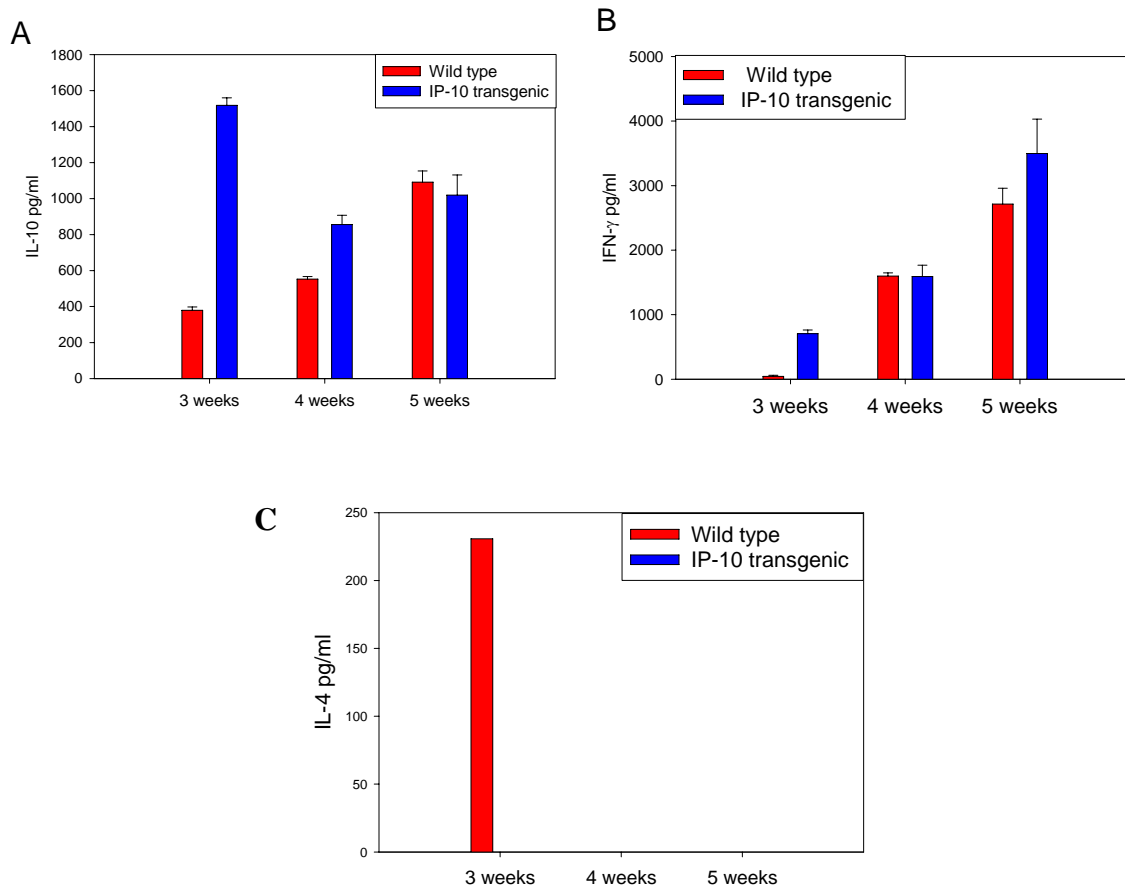 A
1800
1600
1400
1200
1000
800
600
400
200
0
IL-10 pg/ml
Wild type
IP-10 transgenic
3 weeks 4 weeks 5 weeks
B
5000
4000
3000
2000
1000
0
IFN-γ pg/ml
Wild type
IP-10 transgenic
3 weeks 4 weeks 5 weeks
C
250
200
150
100
50
0
IL-4 pg/ml
Wild type
IP-10 transgenic
3 weeks 4 weeks 5 weeks